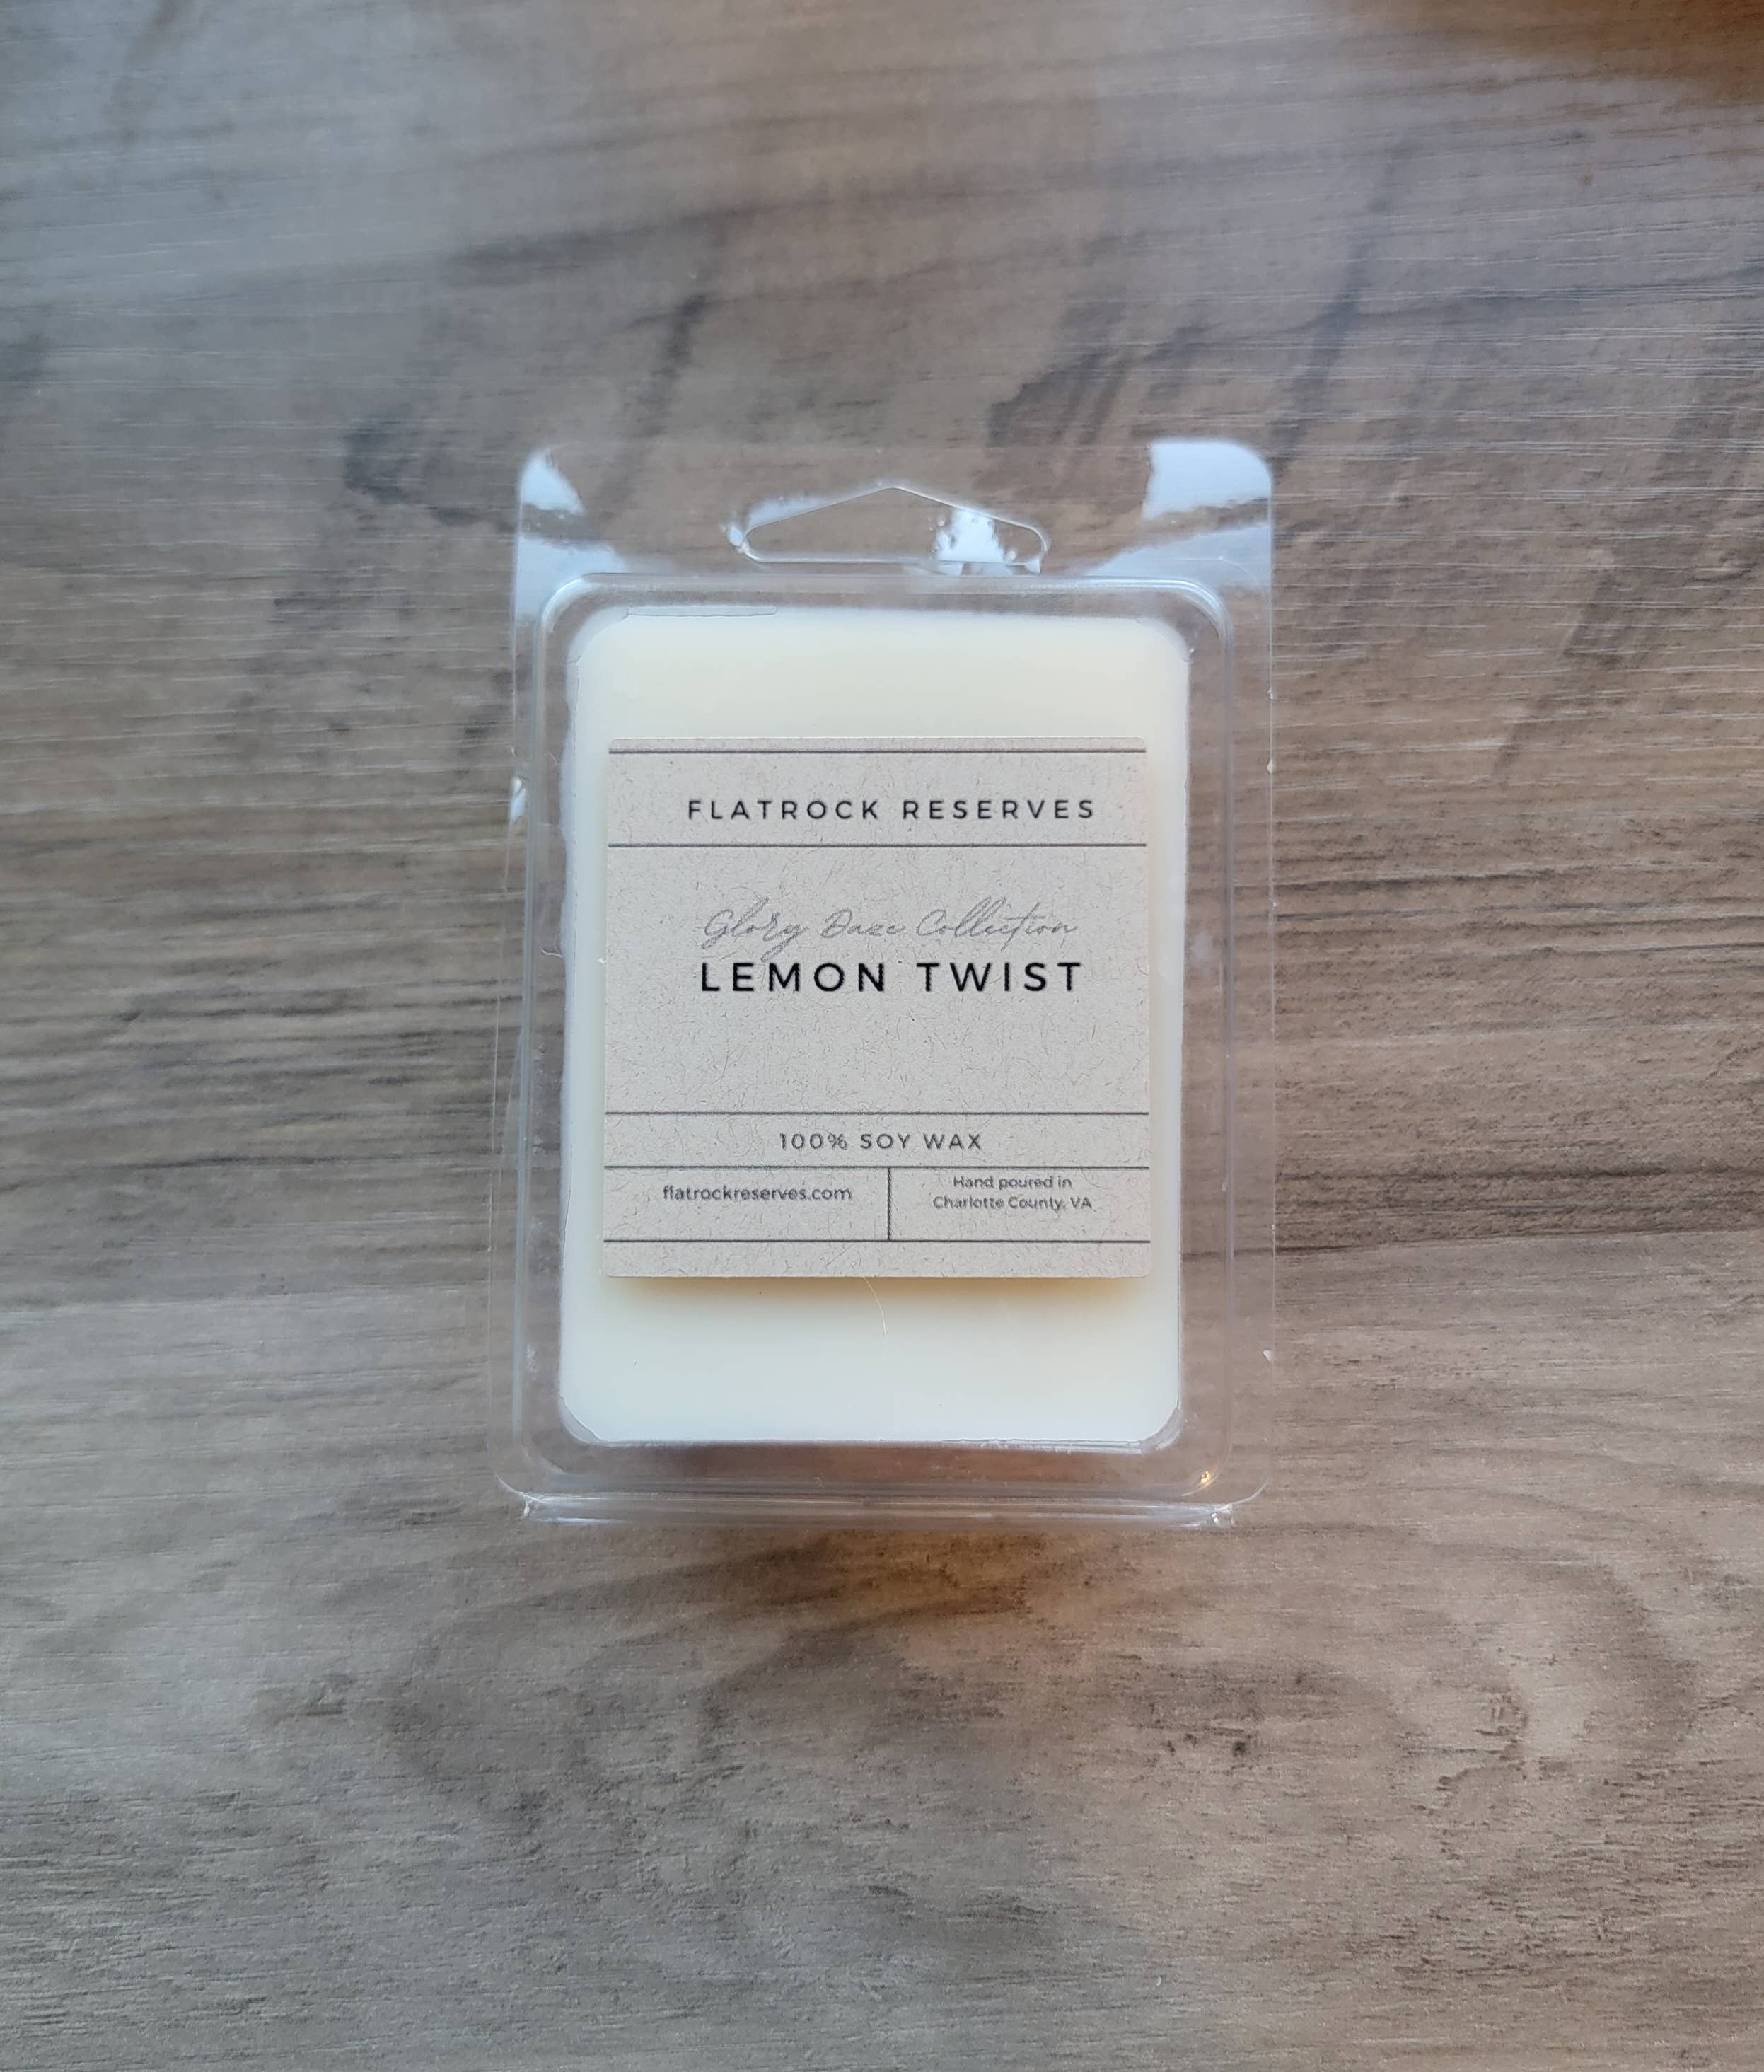 FLATROCK RESERVES
Glory Daze Collection
LEMON TWIST
100% SOY WAX
flatrockreserves.com
Hand poured in
Charlotte County, VA